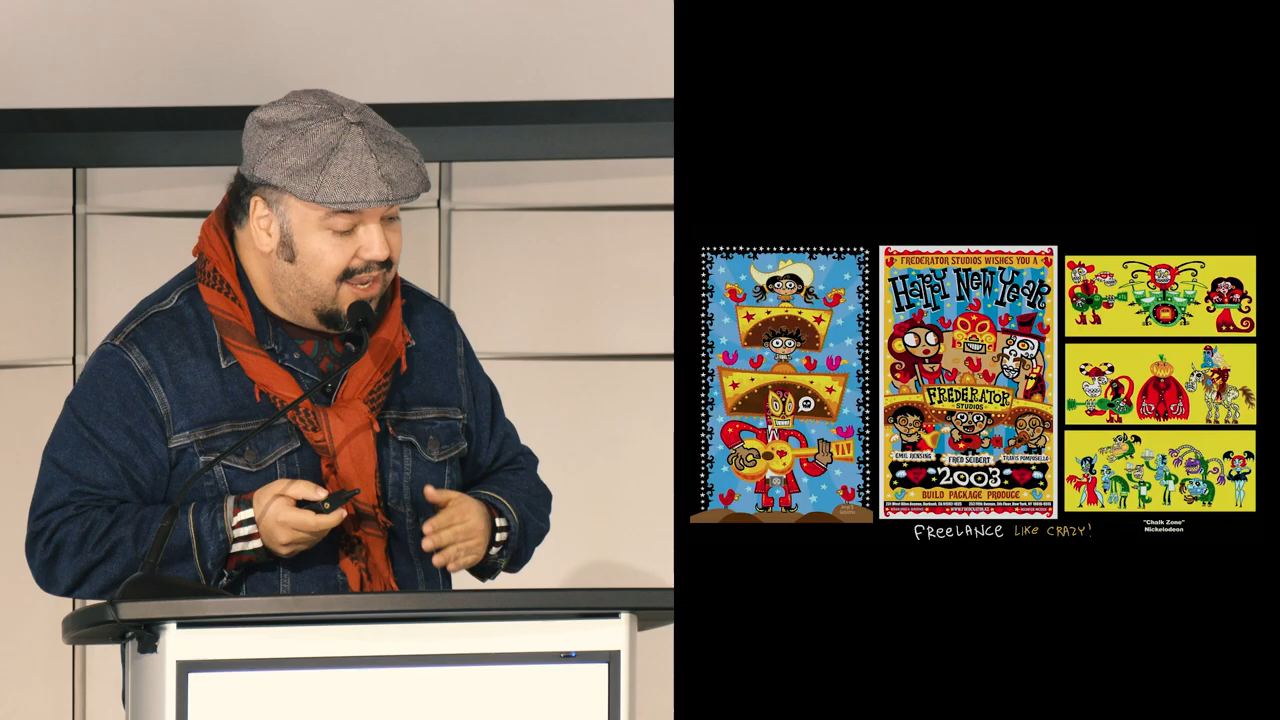 FREDERATOR STUDIOS WISHES YOU A
HAPPY NEW YEAR
FREDERATOR
STUDIOS
EMIL RENSING
FRED SEIBERT
TRAVIS POMPOSELLO
2003
BUILD PACKAGE PRODUCE
FREELANCE LIKE CRAZY!
"Chalk Zone"
Nickelodeon